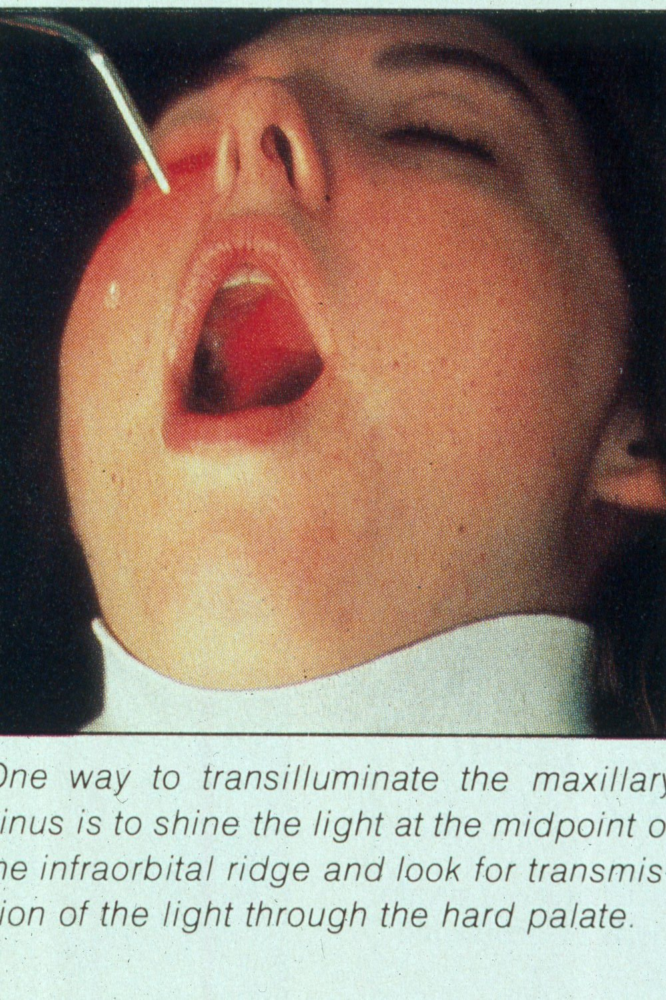 One way to transilluminate the maxillary
inus is to shine the light at the midpoint o
he infraorbital ridge and look for transmis-
ion of the light through the hard palate.